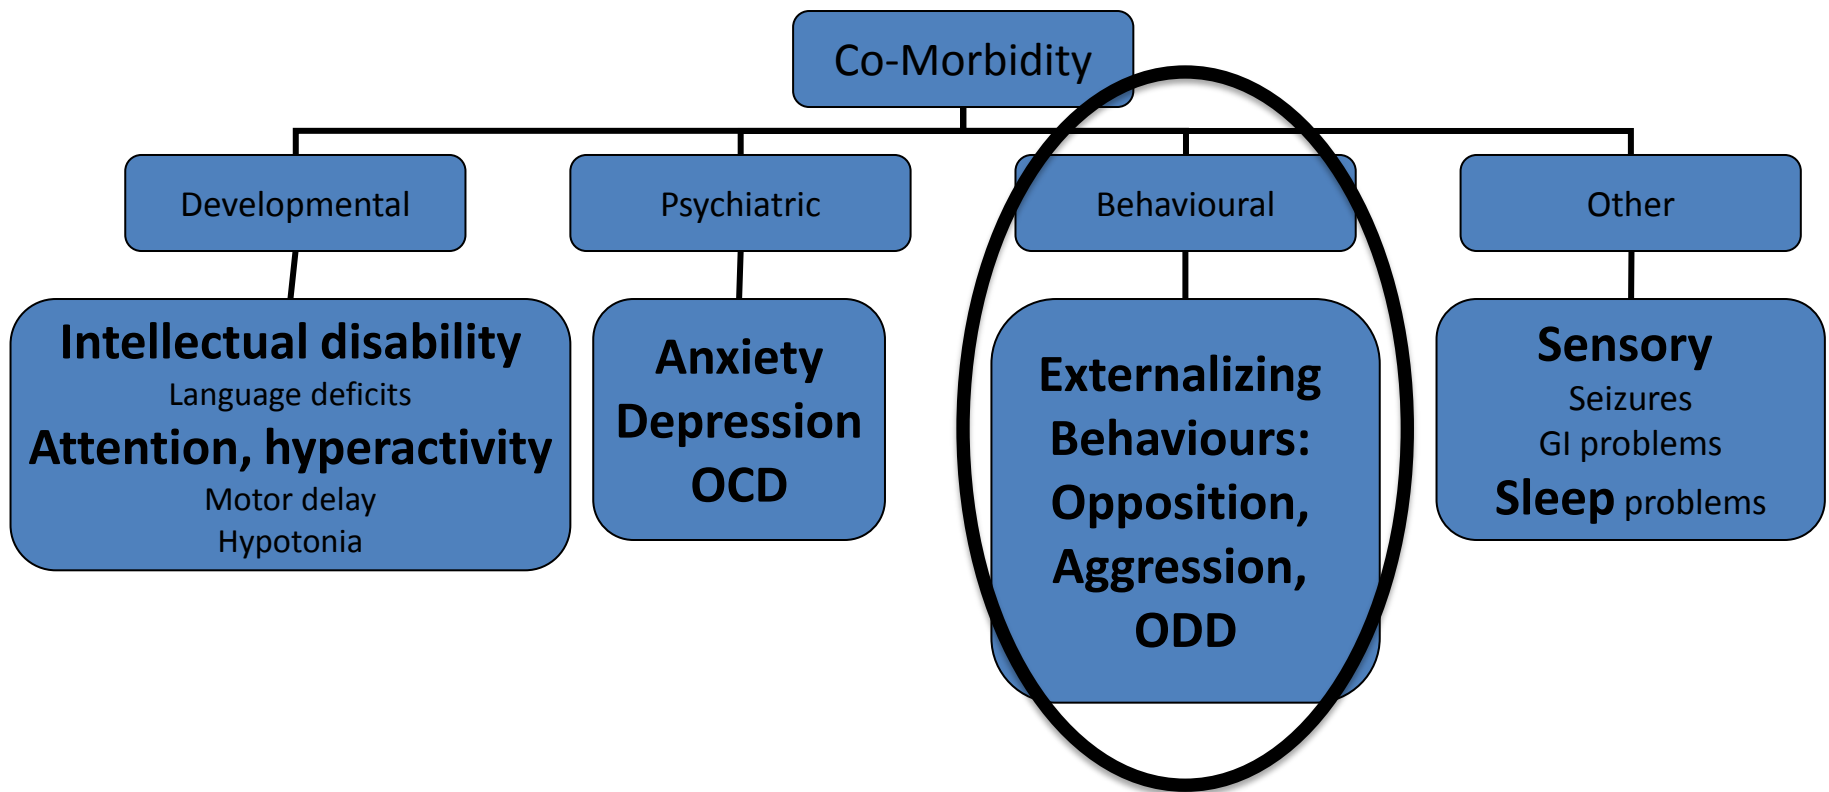 Co-Morbidity
Developmental
Psychiatric
Behavioural
Other
Intellectual disability
Language deficits
Attention, hyperactivity
Motor delay
Hypotonia
Anxiety
Depression
OCD
Externalizing
Behaviours:
Opposition,
Aggression,
ODD
Sensory
Seizures
GI problems
Sleep problems